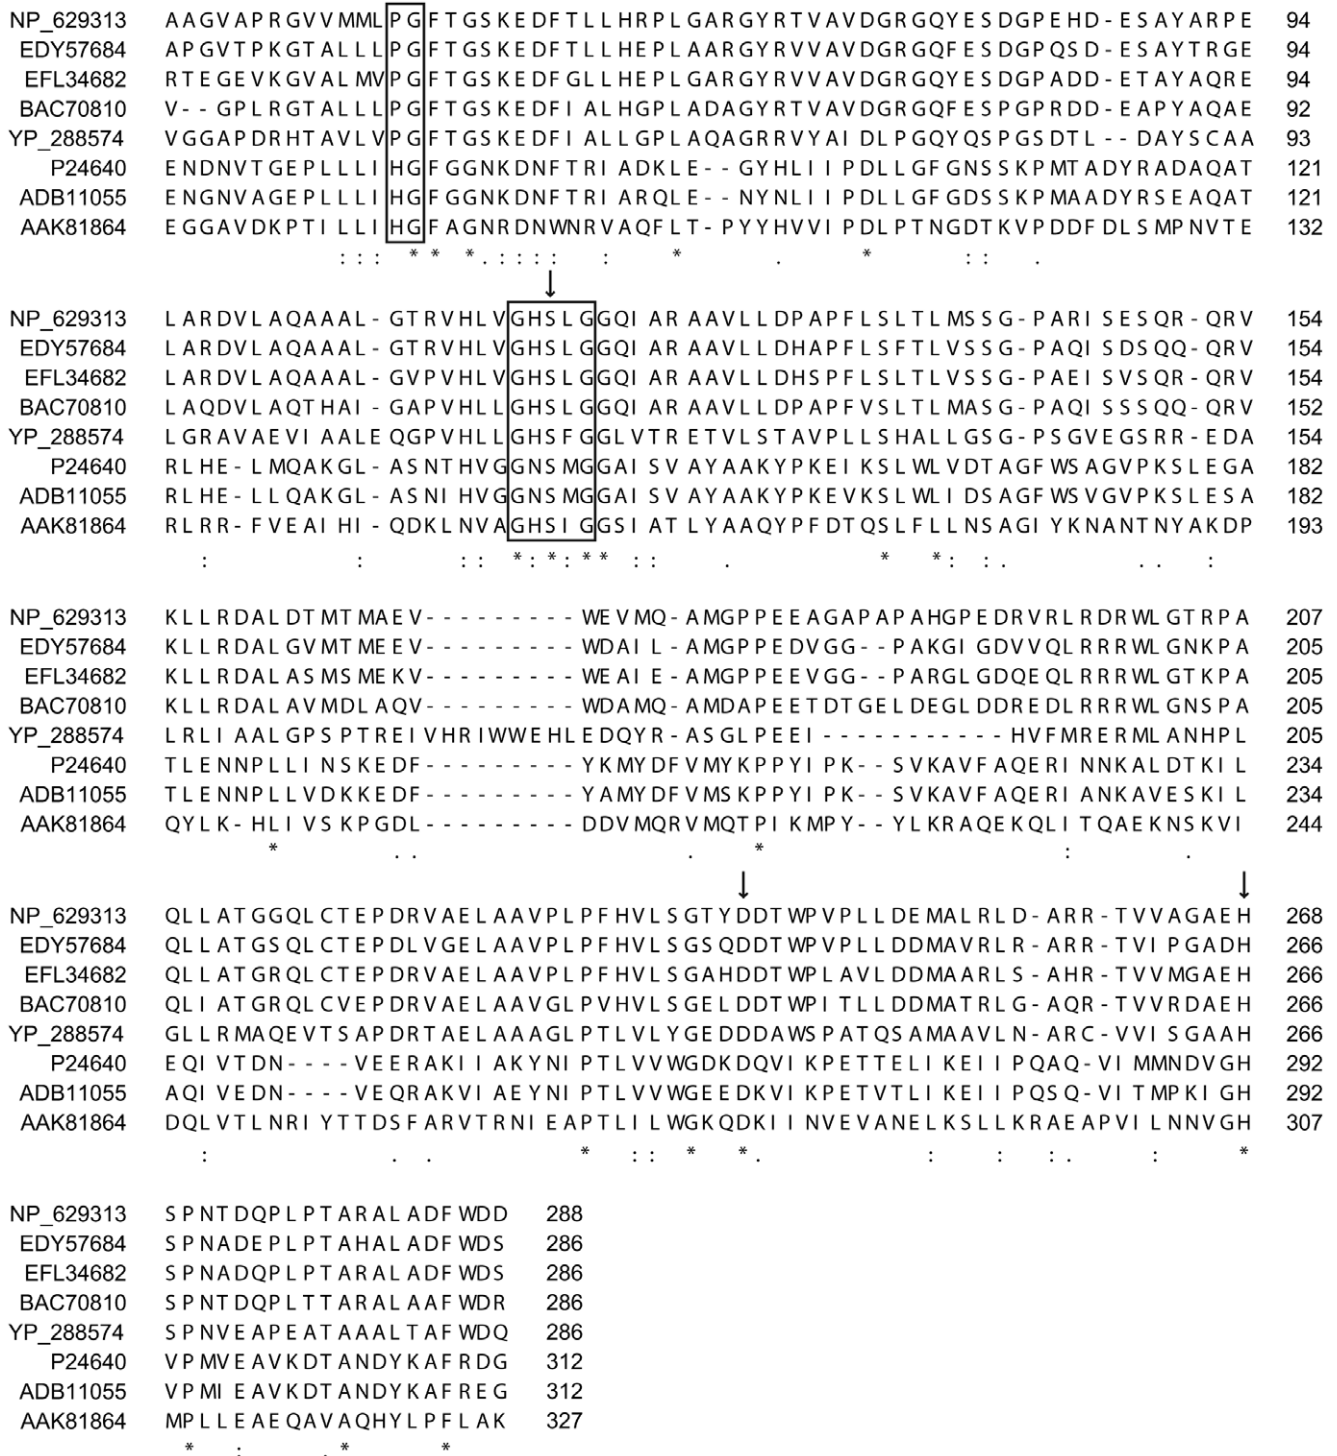 NP_629313 AAGVAPRGVVMMLPGFTGSKEDFTLLHRPLGARGYRTVAVDGRGQYESDGPEHD-ESAYARPE 94
EDY57684 APGVTPKGTALLLPGFTGSKEDFTLLHEPLAARGYRVVAVDGRGQFESDGPQSD-ESAYTRGE 94
EFL34682 RTEGEVKGVALMVPGFTGSKEDFGLLHEPLGARGYRVVAVDGRGQYESDGPADD-ETAYAQRE 94
BAC70810 V--GPLRGTALLLPGFTGSKEDFIALHGPLADAGYRTVAVDGRGQFESPGPRDD-EAPYAQAE 92
YP_288574 VGGAPDRHTAVLVPGFTGSKEDFIALLGPLAQAGRRVVYAIDLPGQYQSPGSDTL--DAYSCAA 93
P24640 ENDNVTGEPLLLIHGFGGNKDNFTRIADKLE--GYHLIIPDLLGFGNSSKPMTADYRADAQAT 121
ADB11055 ENGNVAGEPLLLIHGFGGNKDNFTRIARQLE--NYNLIIPDLLGFGDSSKPMAADYRSEAQAT 121
AAK81864 EGGAVDKPTILLIHGFAGNRDNWNRVAQFLT-PYYHVVIPDLPTNGDTKVPDDFDLSMPNVTE 132
: : : * * * . : : : : : * . * : : .
↓
NP_629313 LARDVLAQAAAL-GTRVHLVGHSLGGQIARAAVLLDPAPFLSLTLMSSG-PARISESQR-QRV 154
EDY57684 LARDVLAQAAAL-GTRVHLVGHSLGGQIARAAVLLDHAPFLSFTLVSSG-PAQISDSQQ-QRV 154
EFL34682 LARDVLAQAAAL-GVPVHLVGHSLGGQIARAAVLLDHSPFLSLTLVSSG-PAEISVSQR-QRV 154
BAC70810 LAQDVLAQTHAI-GAPVHLLGHSLGGQIARAAVLLDPAPFVSLTLMASG-PAQISSSQQ-QRV 152
YP_288574 LGRAVAEVIAALEQGPVHLLGHSFGGLVTRETVLSTAVPLLSHALLGSG-PSGVEGSRR-EDA 154
P24640 RLHE-LMQAKGL-ASNTHVGGNSMGGAISVAYAAKYPKEIKSLWLVDTAGFWSAGVPKSLEGA 182
ADB11055 RLHE-LLQAKGL-ASNIHVGGNSMGGAISVAYAAKYPKEVKSLWLIDSAGFWSVGVPKSLESA 182
AAK81864 RLRR-FVEAIHI-QDKLNVAGHSIGGSIATLYAAQYPFDTQSLFLLNSAGIYKNANTNYAKDP 193
: : : : * : * : * * : : . * * : : . . . :
NP_629313 KLLRDALDTMTMAEV---------WEVMQ-AMGPPEEAGAPAPAHGPEDRVRLRDRWLGTRPA 207
EDY57684 KLLRDALGVMTMEEV---------WDAIL-AMGPPEDVGG--PAKGIGDVVQLRRRWLGNKPA 205
EFL34682 KLLRDALASMSMEKV---------WEAIE-AMGPPEEVGG--PARGLGDQEQLRRRWLGTKPA 205
BAC70810 KLLRDALAVMDLAQV---------WDAMQ-AMDAPEETDTGELDEGLDDREDLRRRWLGNSPA 205
YP_288574 LRLIAALGPSPTREIVHRIWWEHLEDQYR-ASGLPEEI-----------HVFMRERMLANHPL 205
P24640 TLENNPLLINSKEDF---------YKMYDFVMYKPPYIPK--SVKAVFAQERINNKALDTKIL 234
ADB11055 TLENNPLLVDKKEDF---------YAMYDFVMSKPPYIPK--SVKAVFAQERIANKAVESKIL 234
AAK81864 QYLK-HLIVSKPGDL---------DDVMQRVMQTPIKMPY--YLKRAQEKQLITQAEKNSKVI 244
* . . . * : .
↓ ↓
NP_629313 QLLATGGQLCTEPDRVAELAAVPLPFHVLSGTYDDTWPVPLLDEMALRLD-ARR-TVVAGAEH 268
EDY57684 QLLATGSQLCTEPDLVGELAAVPLPFHVLSGSQDDTWPVPLLDDMAVRLR-ARR-TVIPGADH 266
EFL34682 QLLATGRQLCTEPDRVAELAAVPLPFHVLSGAHDDTWPLAVLDDMAARLS-AHR-TVVMGAEH 266
BAC70810 QLIATGRQLCVEPDRVAELAAVGLPVHVLSGELDDTWPITLLDDMATRLG-AQR-TVVRDAEH 266
YP_288574 GLLRMAQEVTSAPDRTAELAAAGLPTLVLYGEDDDAWSPATQSAMAAVLN-ARC-VVISGAAH 266
P24640 EQIVTDN----VEERAKIIAKYNIPTLVVWGDKDQVIKPETTELIKEIIPQAQ-VIMMNDVGH 292
ADB11055 AQIVEDN----VEQRAKVIAEYNIPTLVVWGEEDKVIKPETVTLIKEIIPQSQ-VITMPKIGH 292
AAK81864 DQLVTLNRIYTTDSFARVTRNIEAPTLILWGKQDKIINVEVANELKSLLKRAEAPVILNNVGH 307
: . . * : : * * . : : : . : *
NP_629313 SPNTDQPLPTARALADFWDD 288
EDY57684 SPNADEPLPTAHALADFWDS 286
EFL34682 SPNADQPLPTARALADFWDS 286
BAC70810 SPNTDQPLTTARALAAFWDR 286
YP_288574 SPNVEAPEATAAALTAFWDQ 286
P24640 VPMVEAVKDTANDYKAFRDG 312
ADB11055 VPMIEAVKDTANDYKAFREG 312
AAK81864 MPLLEAEQAVAQHYLPFLAK 327
* : . * *